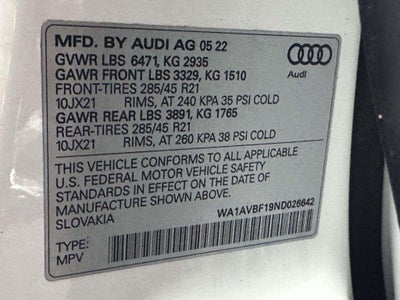 MFD. BY AUDI AG 05 22
GVWR LBS 6471, KG 2935
GAWR FRONT LBS 3329, KG 1510
FRONT-TIRES 285/45 R21
10JX21 RIMS, AT 240 KPA 35 PSI COLD
GAWR REAR LBS 3891, KG 1765
REAR-TIRES 285/45 R21
10JX21 RIMS, AT 260 KPA 38 PSI COLD
Audi
THIS VEHICLE CONFORMS TO ALL APPLICABLE
U.S. FEDERAL MOTOR VEHICLE SAFETY
STANDARDS IN EFFECT ON THE DATE OF
MANUFACTURE SHOWN ABOVE.
SLOVAKIA
WA1AVBF19ND026642
TYPE:
MPV